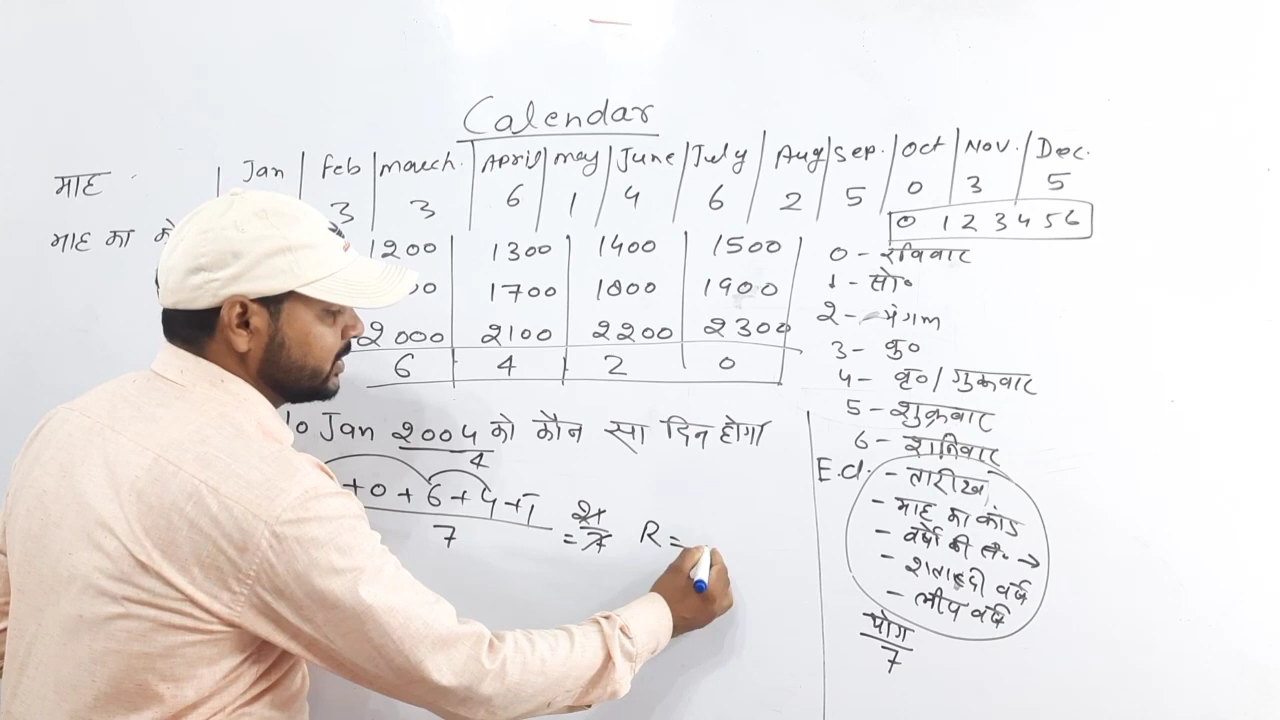 Calendar
माह Jan Feb march. April may June July Aug Sep. Oct Nov. Dec.
माह का 3 3 6 1 4 6 2 5 0 3 5
0 1 2 3 4 5 6
1200 1300 1400 1500
1700 1800 1900
2000 2100 2200 2300
6 4 2 0
0 - रविवार
1 - सो०
2 - मंगल
3 - बु०
4 - वृ० / गुरूवार
5 - शुक्रवार
6 - शनिवार
10 Jan 2004 को कौन सा दिन होगा
4
+0+6+4+1
7
= 21/7 R =
E.d. - तारीख
- माह का कोड
- वर्षो की सं. →
- शताब्दी वर्ष
- लीप वर्ष
योग
7